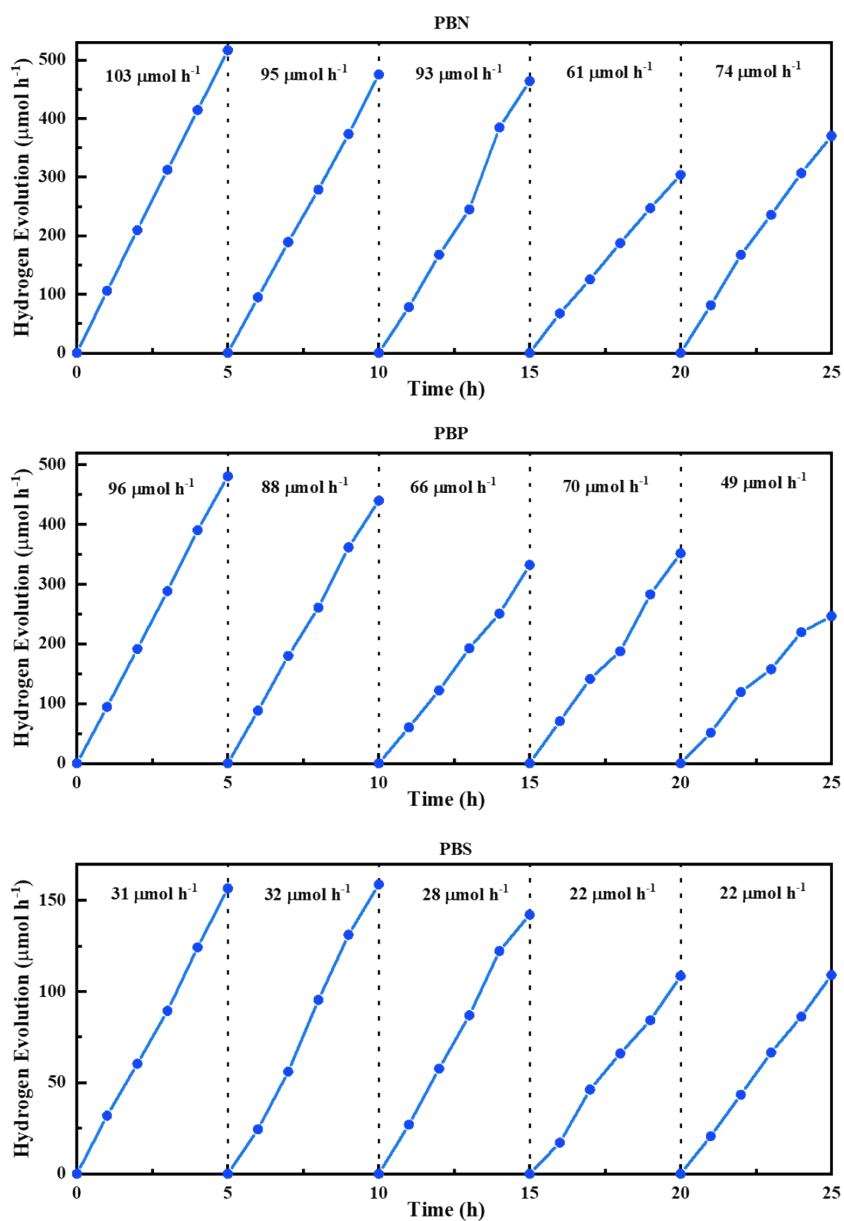 PBN
Hydrogen Evolution (μmol h⁻¹)
500
400
300
200
100
0
103 μmol h⁻¹
95 μmol h⁻¹
93 μmol h⁻¹
61 μmol h⁻¹
74 μmol h⁻¹
0 5 10 15 20 25
Time (h)
PBP
Hydrogen Evolution (μmol h⁻¹)
500
400
300
200
100
0
96 μmol h⁻¹
88 μmol h⁻¹
66 μmol h⁻¹
70 μmol h⁻¹
49 μmol h⁻¹
0 5 10 15 20 25
Time (h)
PBS
Hydrogen Evolution (μmol h⁻¹)
150
100
50
0
31 μmol h⁻¹
32 μmol h⁻¹
28 μmol h⁻¹
22 μmol h⁻¹
22 μmol h⁻¹
0 5 10 15 20 25
Time (h)